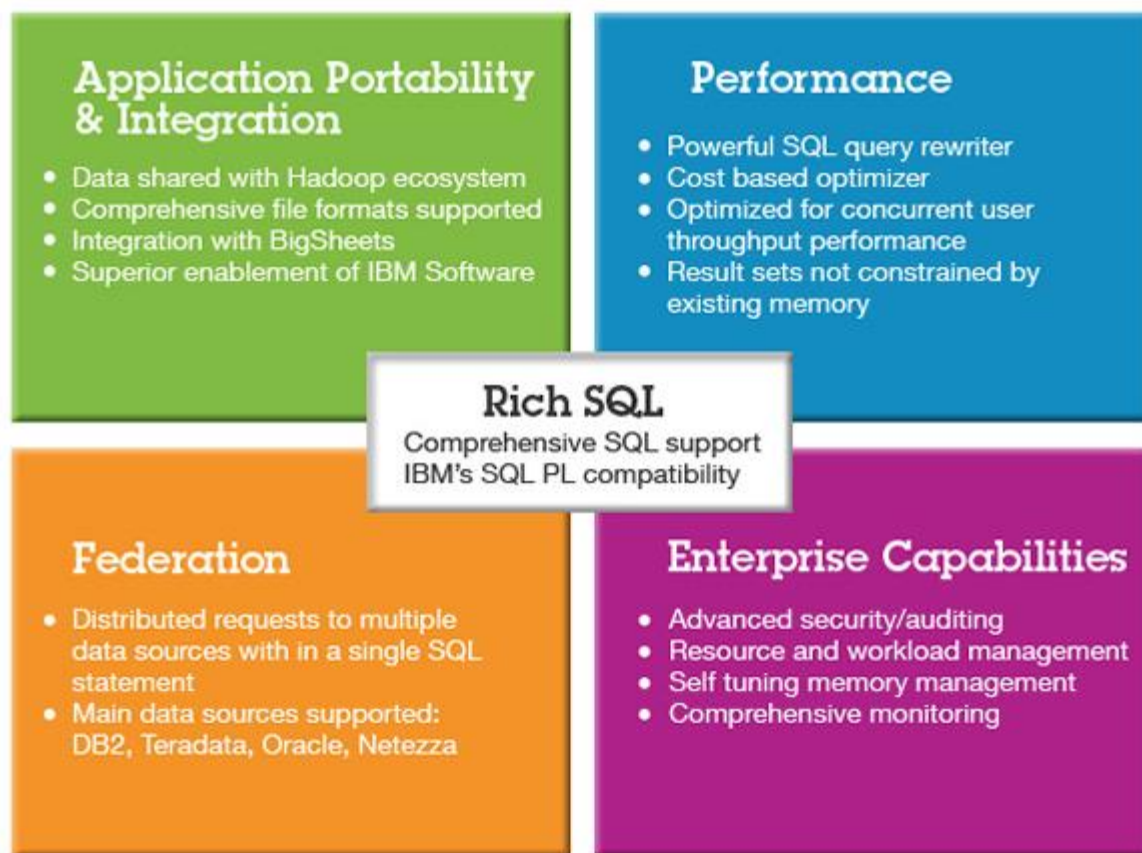 Application Portability
& Integration
• Data shared with Hadoop ecosystem
• Comprehensive file formats supported
• Integration with BigSheets
• Superior enablement of IBM Software
Performance
• Powerful SQL query rewriter
• Cost based optimizer
• Optimized for concurrent user
throughput performance
• Result sets not constrained by
existing memory
Rich SQL
Comprehensive SQL support
IBM's SQL PL compatibility
Federation
• Distributed requests to multiple
data sources with in a single SQL
statement
• Main data sources supported:
DB2, Teradata, Oracle, Netezza
Enterprise Capabilities
• Advanced security/auditing
• Resource and workload management
• Self tuning memory management
• Comprehensive monitoring